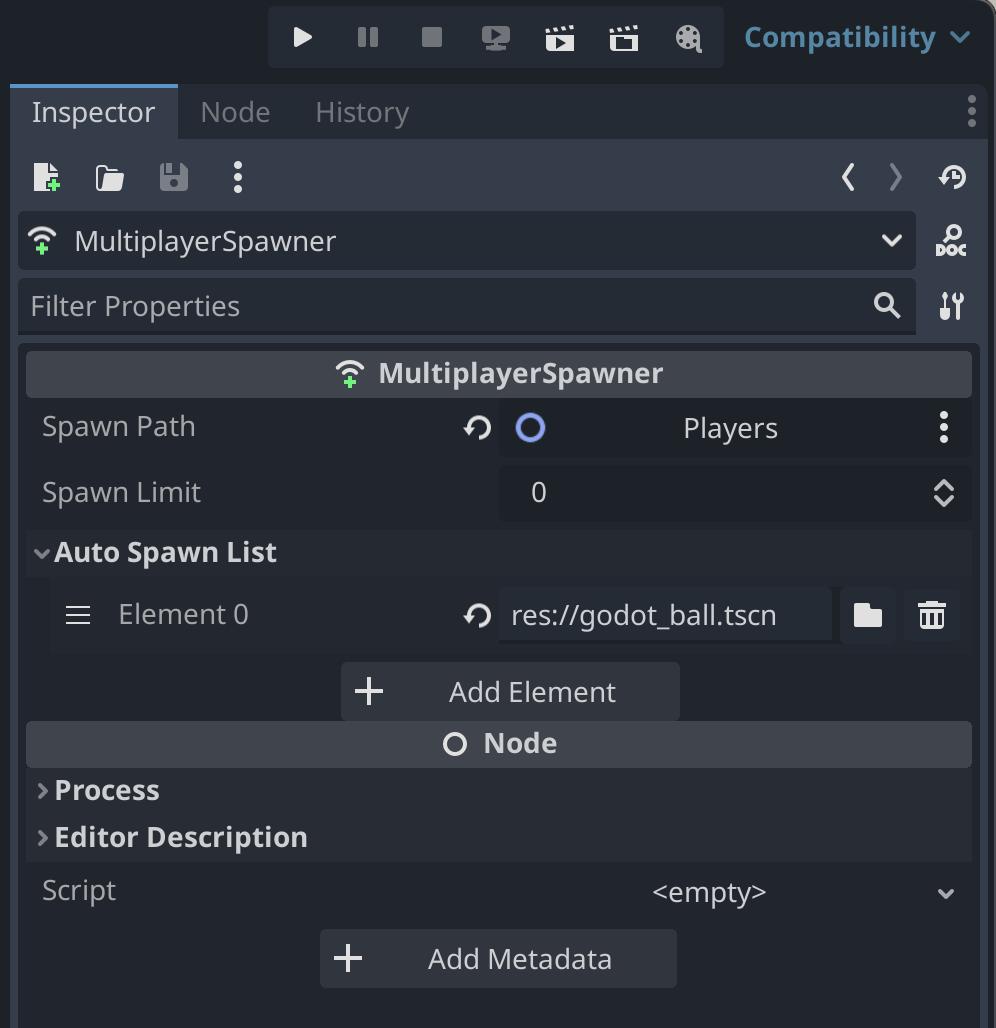 Compatibility
Inspector Node History
MultiplayerSpawner
DOC
Filter Properties
MultiplayerSpawner
Spawn Path Players
Spawn Limit 0
Auto Spawn List
Element 0 res://godot_ball.tscn
Add Element
Node
Process
Editor Description
Script <empty>
Add Metadata